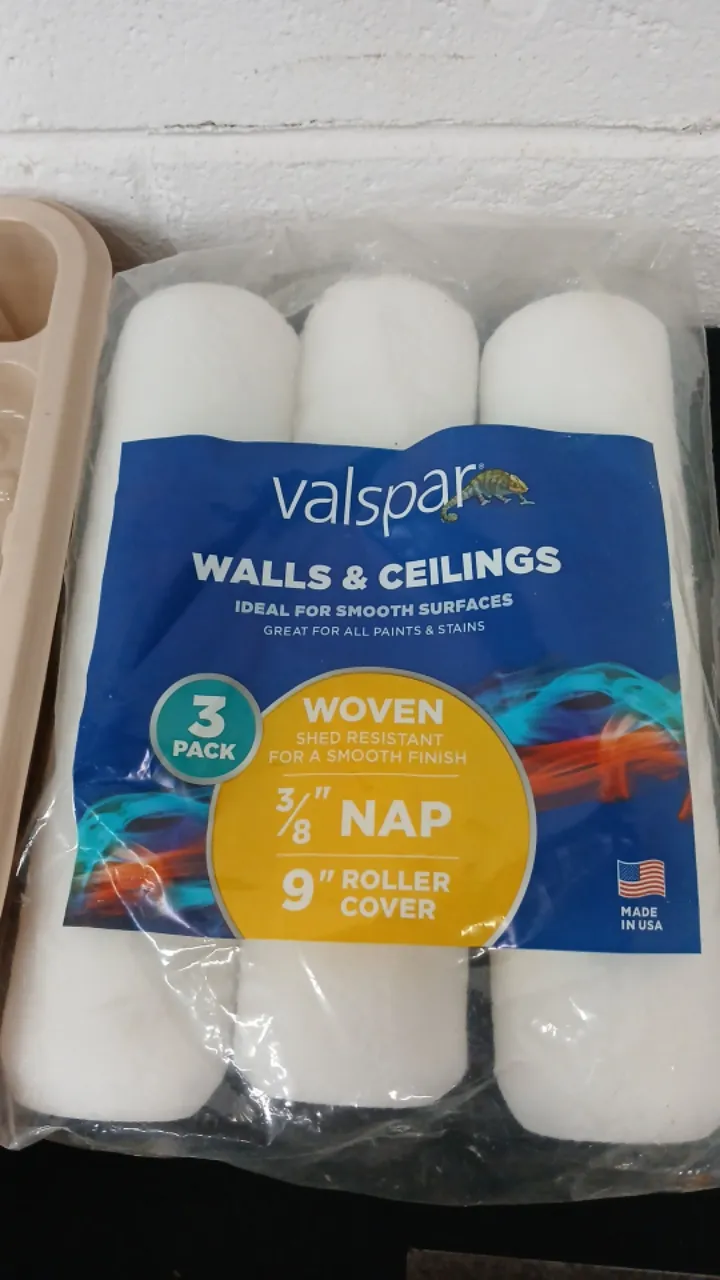 valspar®
WALLS & CEILINGS
IDEAL FOR SMOOTH SURFACES
GREAT FOR ALL PAINTS & STAINS
3
PACK
WOVEN
SHED RESISTANT
FOR A SMOOTH FINISH
3/8" NAP
9" ROLLER
COVER
MADE
IN USA